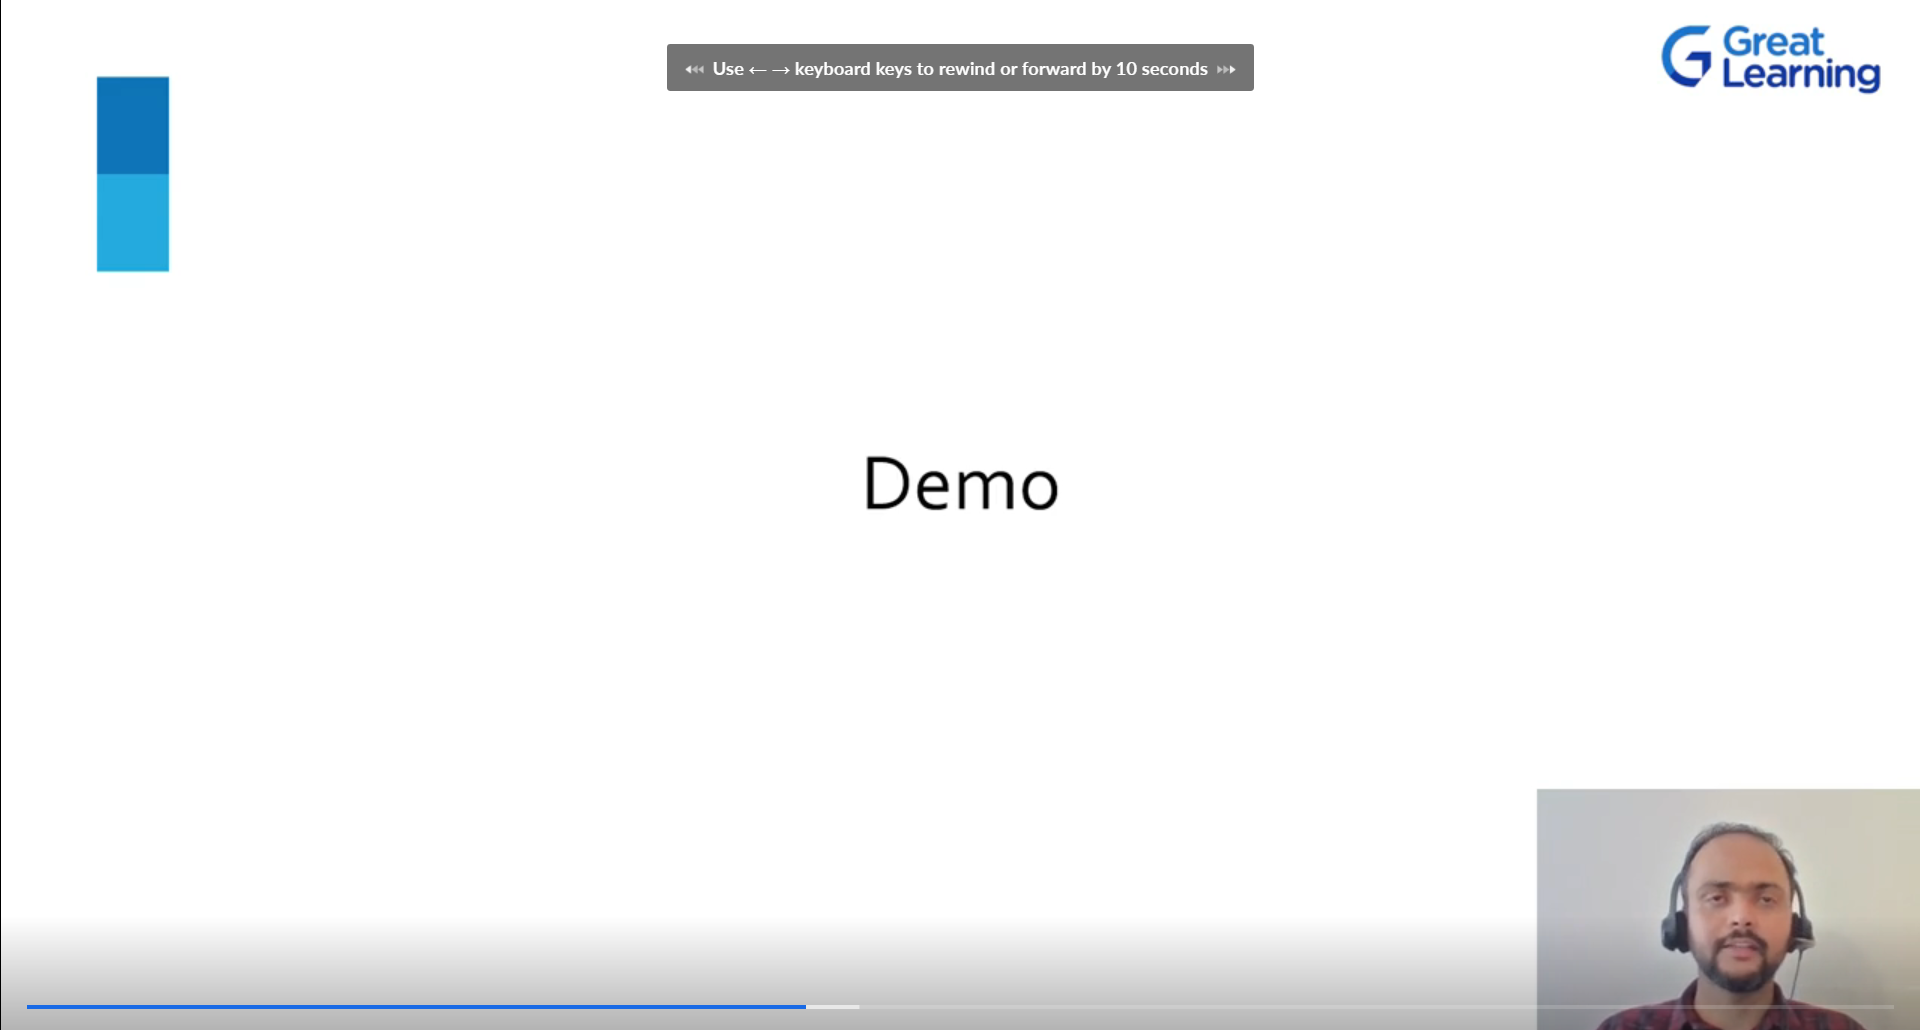 Use ← → keyboard keys to rewind or forward by 10 seconds
Great
Learning
Demo